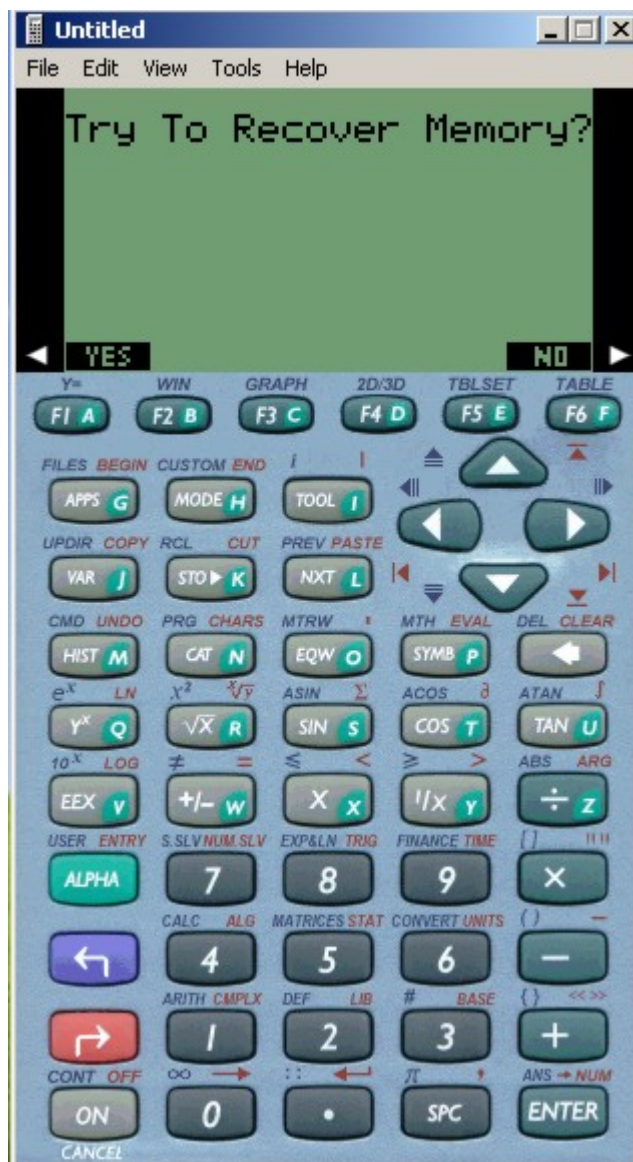 Untitled
File Edit View Tools Help
Try To Recover Memory?
YES NO
Y= WIN GRAPH 2D/3D TBLSET TABLE
F1 A F2 B F3 C F4 D F5 E F6 F
FILES BEGIN CUSTOM END i |
APPS G MODE H TOOL I
UPDIR COPY RCL CUT PREV PASTE
VAR J STO▶ K NXT L
CMD UNDO PRG CHARS MTRW ' MTH EVAL DEL CLEAR
HIST M CAT N EQW O SYMB P
eˣ LN x² ˣ√y ASIN Σ ACOS ∂ ATAN ∫
Yˣ Q √X R SIN S COS T TAN U
10ˣ LOG ≠ = ≤ < ≥ > ABS ARG
EEX V +/- W X X 1/X Y ÷ Z
USER ENTRY S.SLV NUM.SLV EXP&LN TRIG FINANCE TIME [ ] " "
ALPHA 7 8 9 ×
CALC ALG MATRICES STAT CONVERT UNITS ( ) _
4 5 6 −
ARITH CMPLX DEF LIB # BASE { } << >>
1 2 3 +
CONT OFF ∞ → : : ↵ π , ANS → NUM
ON 0 . SPC ENTER
CANCEL